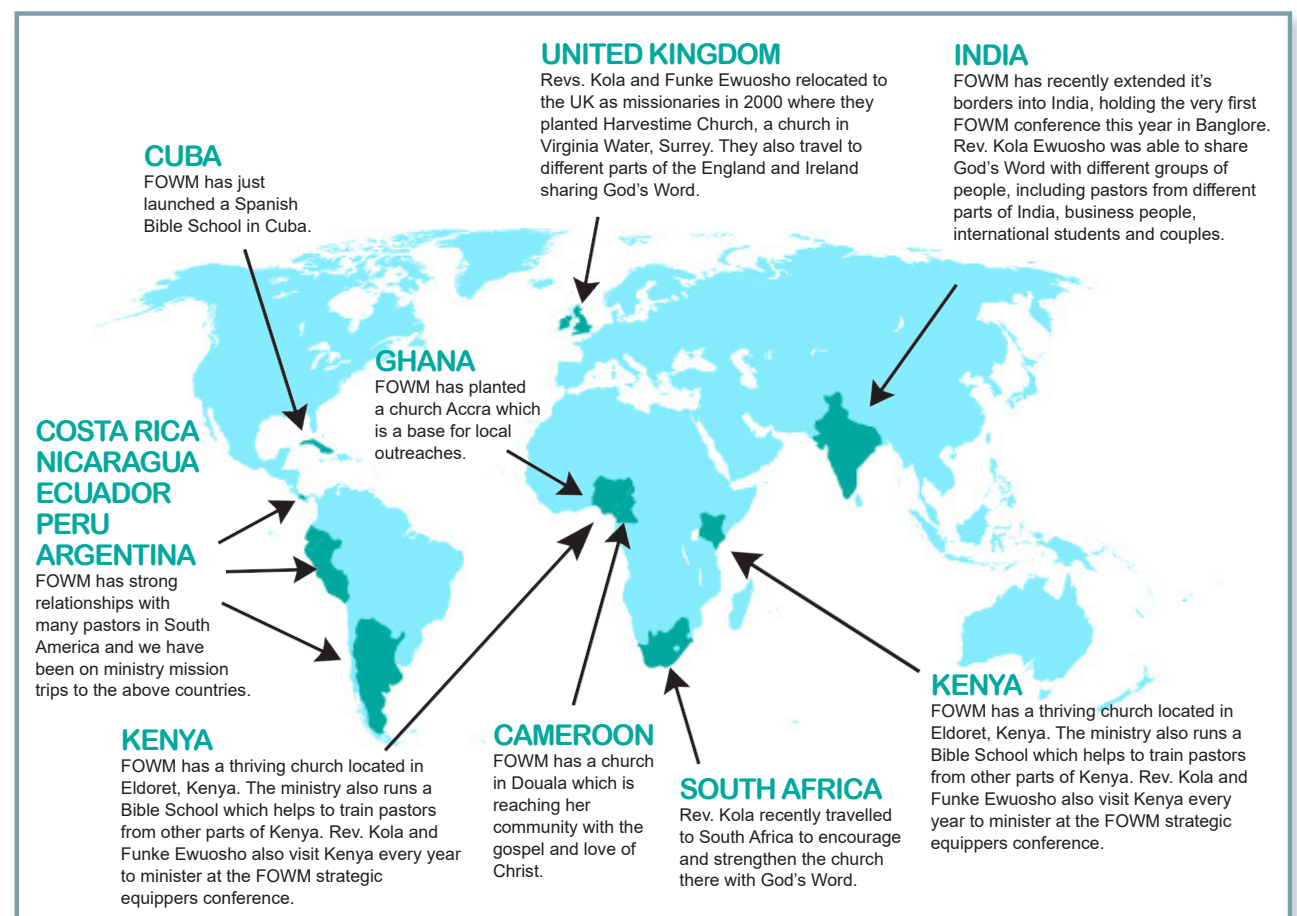 UNITED KINGDOM
Revs. Kola and Funke Ewuosho relocated to
the UK as missionaries in 2000 where they
planted Harvestime Church, a church in
Virginia Water, Surrey. They also travel to
different parts of the England and Ireland
sharing God's Word.
INDIA
FOWM has recently extended it's
borders into India, holding the very first
FOWM conference this year in Banglore.
Rev. Kola Ewuosho was able to share
God's Word with different groups of
people, including pastors from different
parts of India, business people,
international students and couples.
CUBA
FOWM has just
launched a Spanish
Bible School in Cuba.
GHANA
FOWM has planted
a church Accra which
is a base for local
outreaches.
COSTA RICA
NICARAGUA
ECUADOR
PERU
ARGENTINA
FOWM has strong
relationships with
many pastors in South
America and we have
been on ministry mission
trips to the above countries.
KENYA
FOWM has a thriving church located in
Eldoret, Kenya. The ministry also runs a
Bible School which helps to train pastors
from other parts of Kenya. Rev. Kola and
Funke Ewuosho also visit Kenya every year
to minister at the FOWM strategic
equippers conference.
CAMEROON
FOWM has a church
in Douala which is
reaching her
community with the
gospel and love of
Christ.
SOUTH AFRICA
Rev. Kola recently travelled
to South Africa to encourage
and strengthen the church
there with God's Word.
KENYA
FOWM has a thriving church located in
Eldoret, Kenya. The ministry also runs a
Bible School which helps to train pastors
from other parts of Kenya. Rev. Kola and
Funke Ewuosho also visit Kenya every
year to minister at the FOWM strategic
equippers conference.